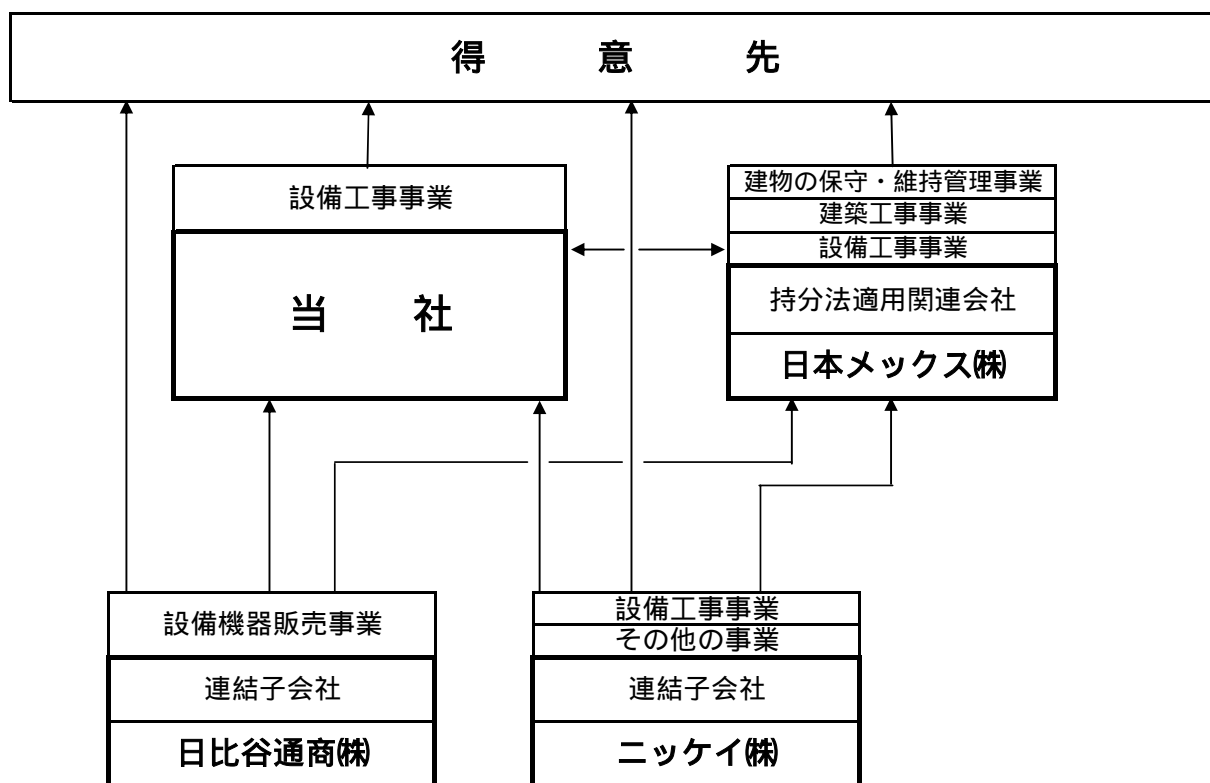 得 意 先
設備工事事業
当 社
建物の保守・維持管理事業
建築工事事業
設備工事事業
持分法適用関連会社
日本メックス㈱
設備機器販売事業
連結子会社
日比谷通商㈱
設備工事事業
その他の事業
連結子会社
ニッケイ㈱